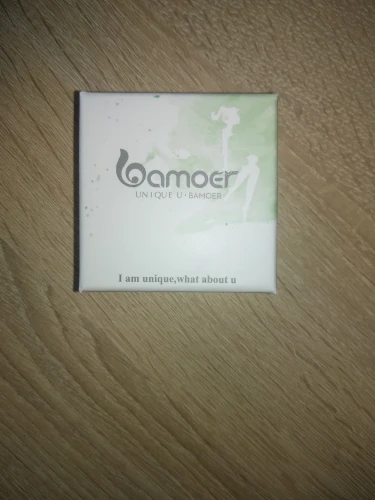 bamoer
UNIQUE U · BAMOER
I am unique,what about u